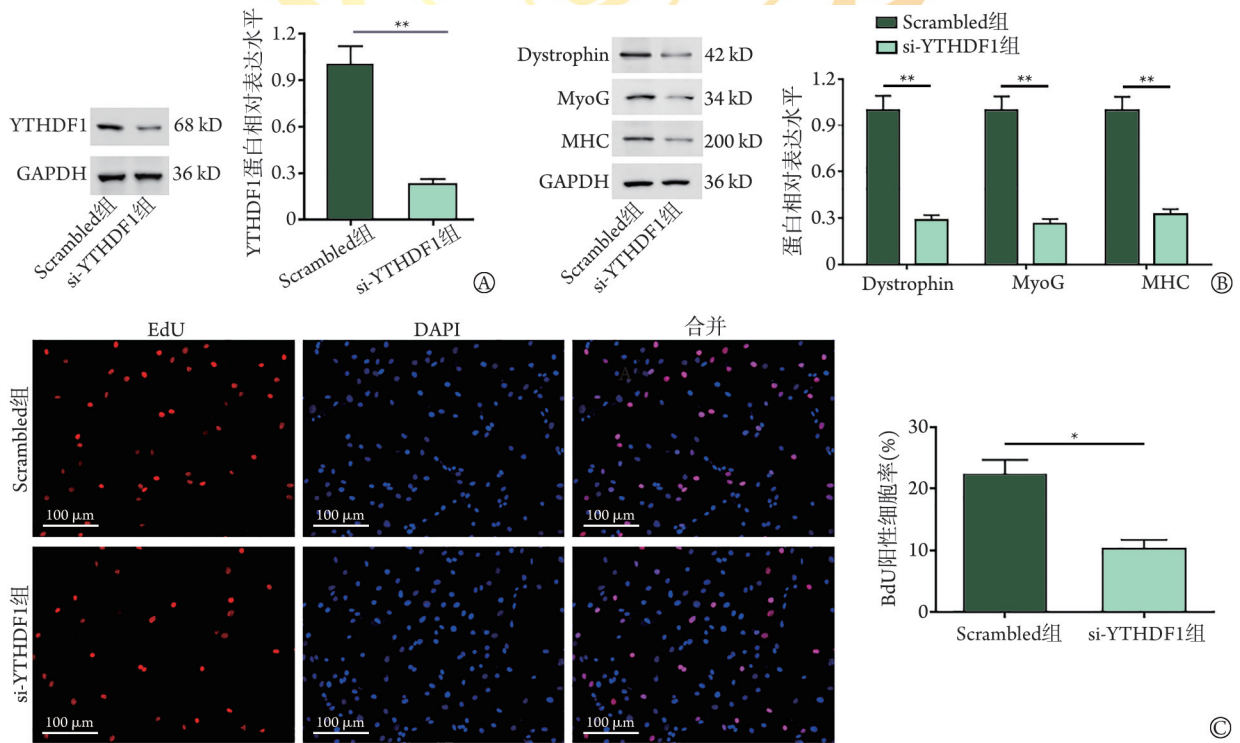 YTHDF1
68 kD
GAPDH
36 kD
Scrambled组
si-YTHDF1组
YTHDF1蛋白相对表达水平
1.2
0.9
0.6
0.3
0
**
Scrambled组
si-YTHDF1组
Ⓐ
Dystrophin
42 kD
MyoG
34 kD
MHC
200 kD
GAPDH
36 kD
Scrambled组
si-YTHDF1组
Scrambled组
si-YTHDF1组
蛋白相对表达水平
1.2
0.9
0.6
0.3
0
**
**
**
Dystrophin
MyoG
MHC
Ⓑ
EdU
DAPI
合并
Scrambled组
100 μm
100 μm
100 μm
si-YTHDF1组
100 μm
100 μm
100 μm
BdU阳性细胞率(%)
30
20
10
0
*
Scrambled组
si-YTHDF1组
Ⓒ